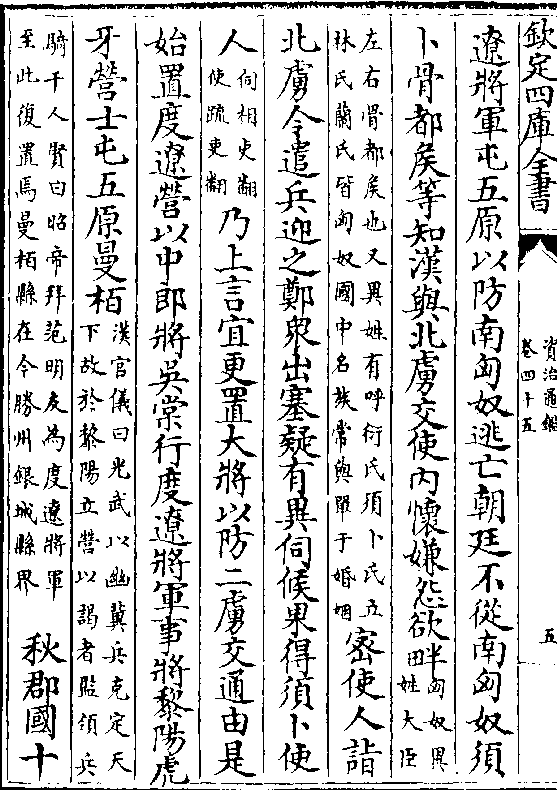 欽定四庫全書
資治通鑑
卷四十五
五
遼將軍屯五原以防南匈奴逃亡朝廷不從南匈奴須
卜骨都侯等知漢與北虜交使內懷嫌怨欲畔匈奴異
姓大臣
左右骨都侯也又異姓有呼衍氏須卜氏丘
林氏蘭氏皆匈奴國中名族常與單于婚姻
密使人詣
北虜令遣兵迎之鄭眾出塞疑有異伺候果得須卜使
人伺相吏翻
使疏吏翻
乃上言宜更置大將以防二虜交通由是
始置度遼營以中郎將吳棠行度遼將軍事將黎陽虎
牙營士屯五原曼栢
漢官儀曰光武以幽冀兵克定天
下故於黎陽立營以謁者監領兵
騎千人賢曰昭帝拜范明友為度遼將軍
至此復置焉曼栢縣在今勝州銀城縣界
秋郡國十